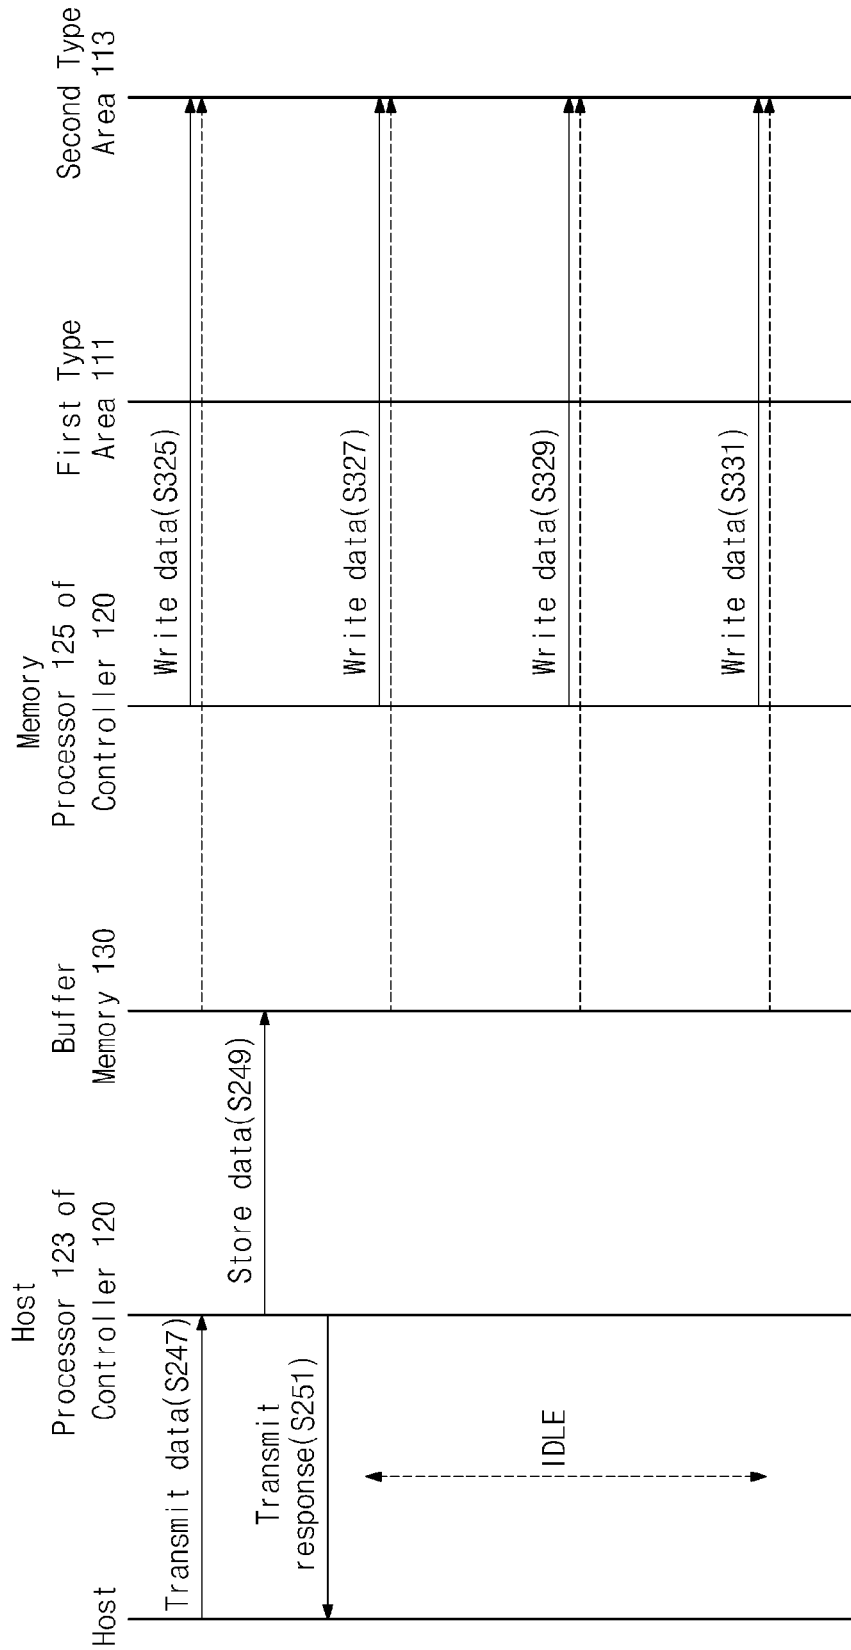 Host
Host
Processor 123 of
Controller 120
Buffer
Memory 130
Memory
Processor 125 of
Controller 120
First Type
Area 111
Second Type
Area 113
Transmit data(S247)
Store data(S249)
Transmit
response(S251)
IDLE
Write data(S325)
Write data(S327)
Write data(S329)
Write data(S331)